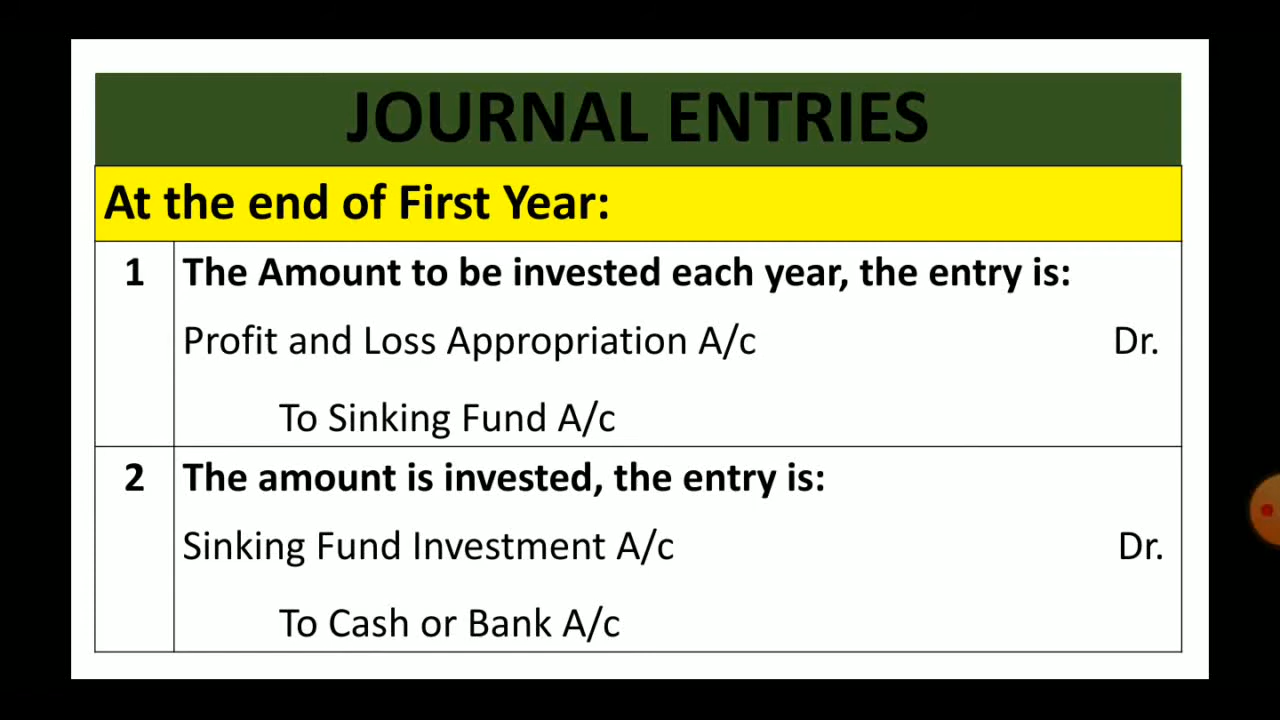 JOURNAL ENTRIES
At the end of First Year:
1 The Amount to be invested each year, the entry is:
Profit and Loss Appropriation A/c Dr.
To Sinking Fund A/c
2 The amount is invested, the entry is:
Sinking Fund Investment A/c Dr.
To Cash or Bank A/c